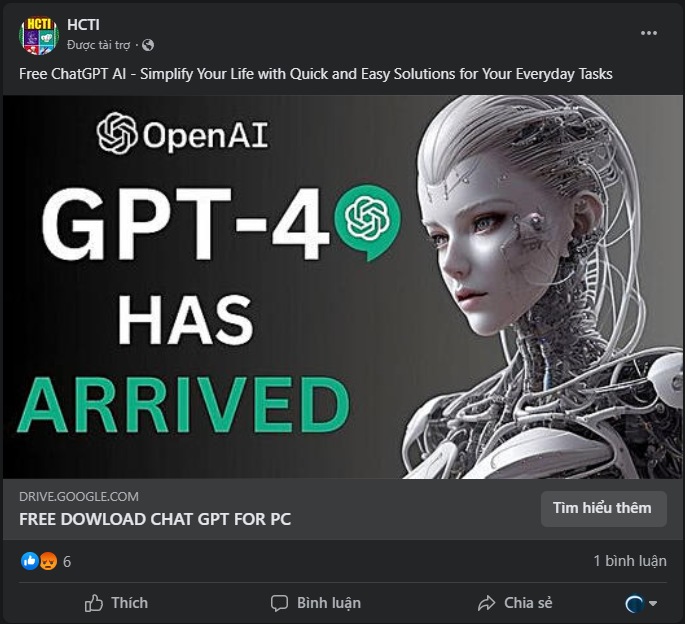 HCTI
HCTI
Được tài trợ ·
Free ChatGPT AI - Simplify Your Life with Quick and Easy Solutions for Your Everyday Tasks
OpenAI
GPT-4
HAS
ARRIVED
DRIVE.GOOGLE.COM
FREE DOWLOAD CHAT GPT FOR PC
Tìm hiểu thêm
6
1 bình luận
Thích
Bình luận
Chia sẻ